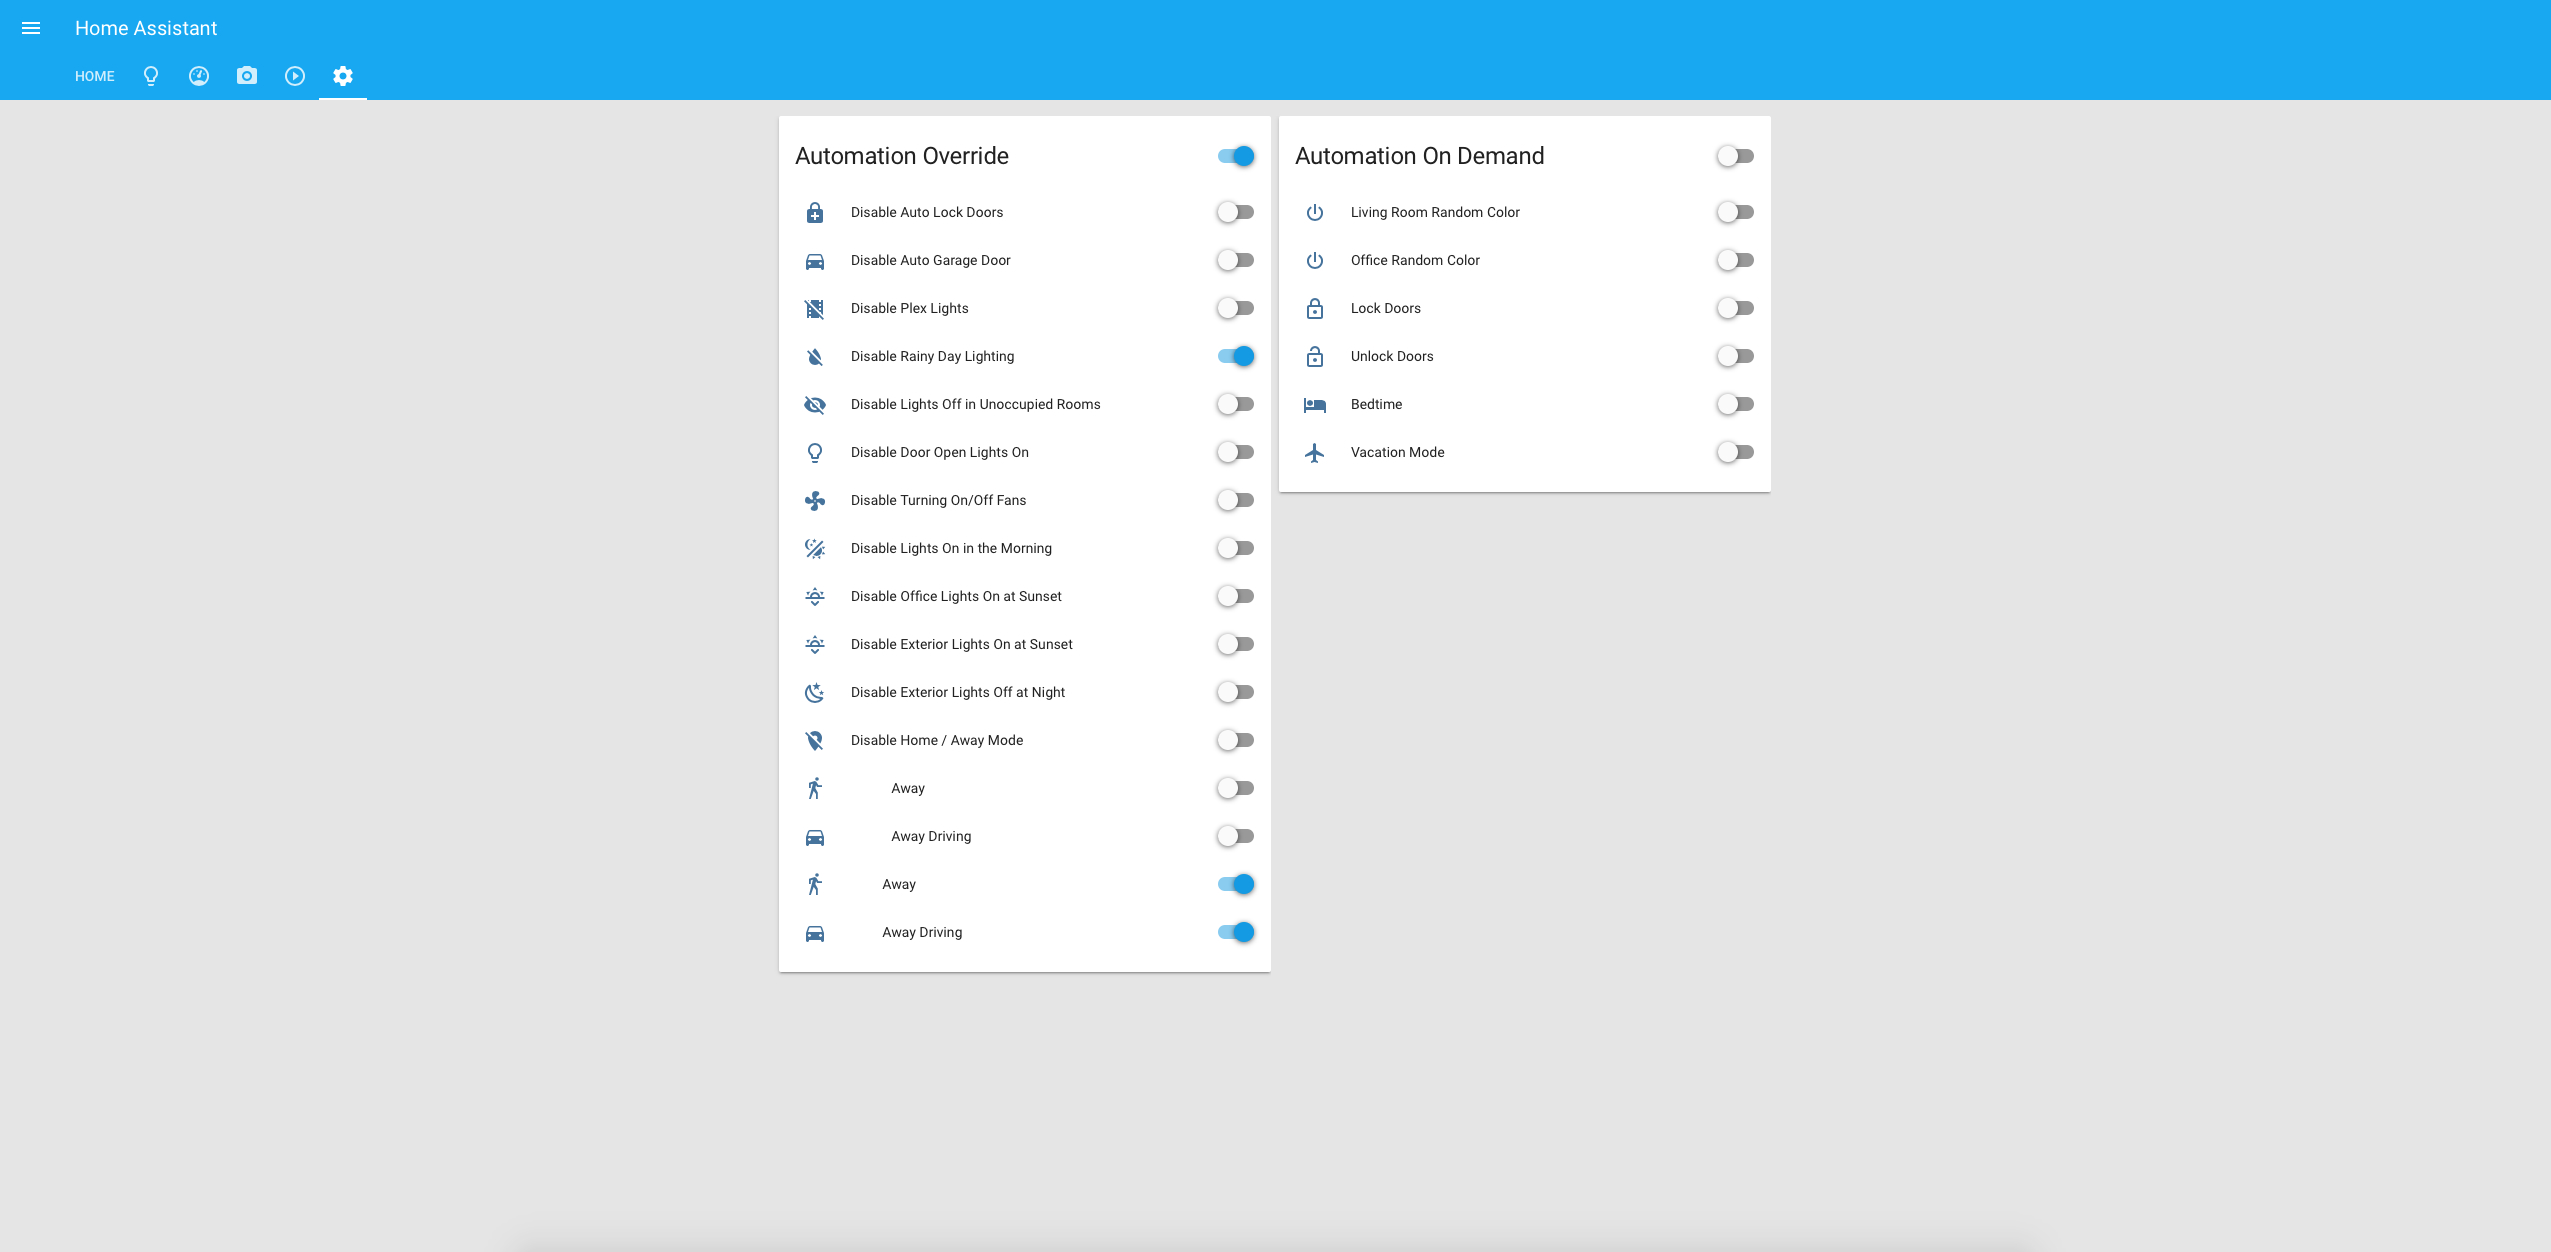 Home Assistant
HOME
Automation Override
Disable Auto Lock Doors
Disable Auto Garage Door
Disable Plex Lights
Disable Rainy Day Lighting
Disable Lights Off in Unoccupied Rooms
Disable Door Open Lights On
Disable Turning On/Off Fans
Disable Lights On in the Morning
Disable Office Lights On at Sunset
Disable Exterior Lights On at Sunset
Disable Exterior Lights Off at Night
Disable Home / Away Mode
Away
Away Driving
Away
Away Driving
Automation On Demand
Living Room Random Color
Office Random Color
Lock Doors
Unlock Doors
Bedtime
Vacation Mode